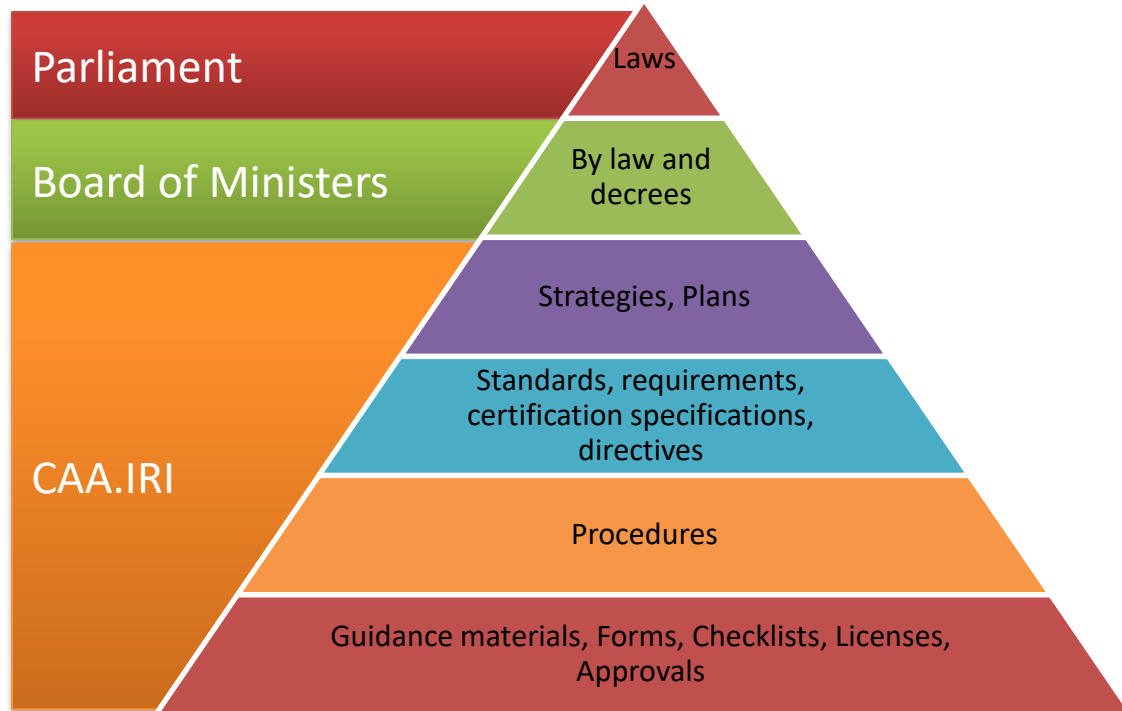 Parliament
Laws
Board of Ministers
By law and
decrees
Strategies, Plans
Standards, requirements,
certification specifications,
directives
CAA.IRI
Procedures
Guidance materials, Forms, Checklists, Licenses,
Approvals